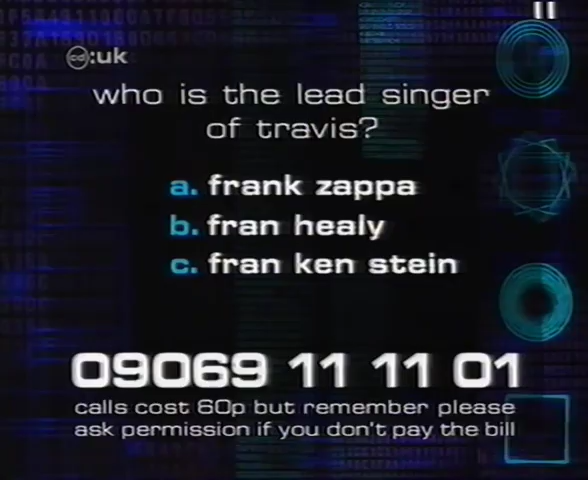 cd:uk
who is the lead singer
of travis?
a. frank zappa
b. fran healy
c. fran ken stein
09069 11 11 01
calls cost 60p but remember please
ask permission if you don't pay the bill